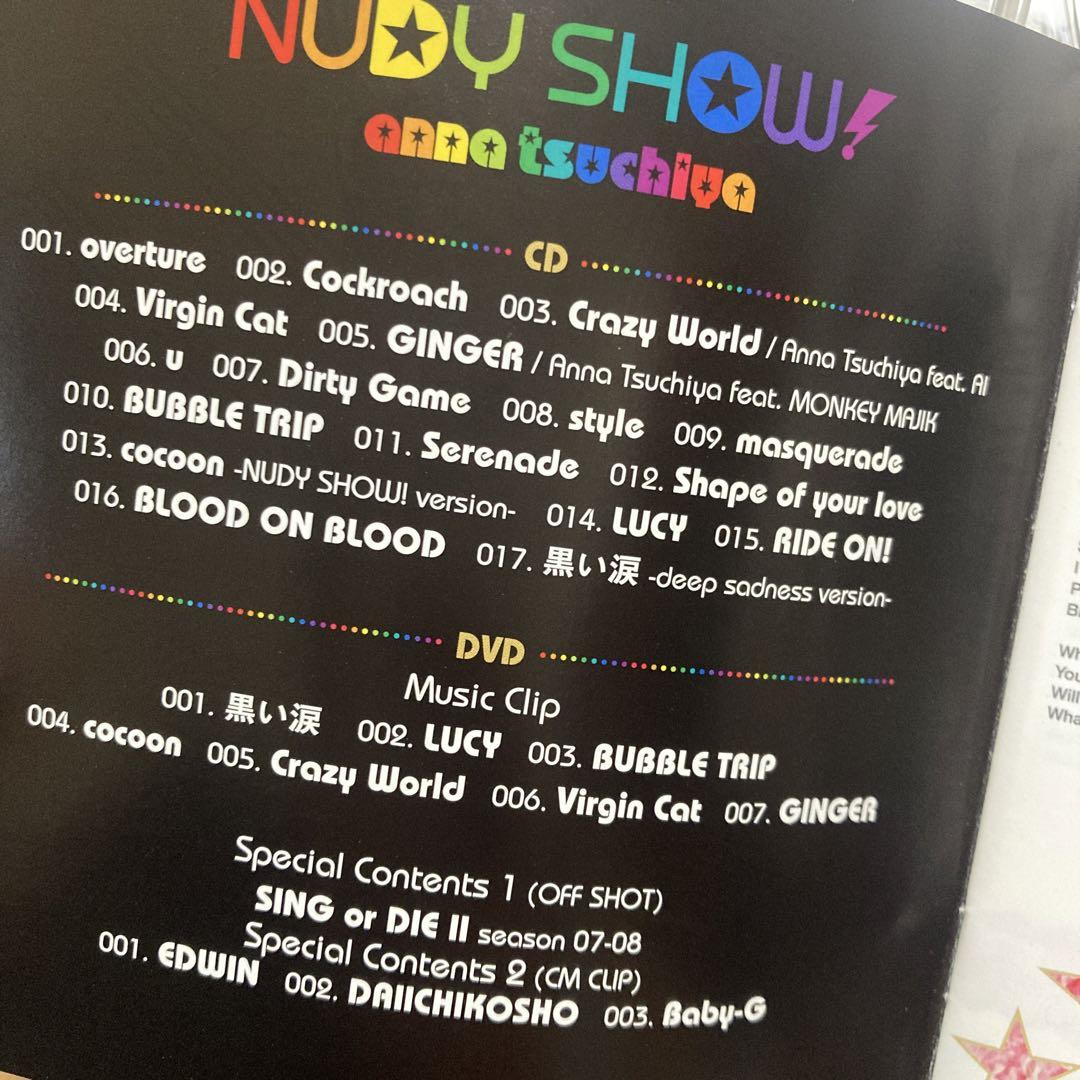 NUDY SHOW!
anna tsuchiya
CD
001. overture 002. Cockroach 003. Crazy World / Anna Tsuchiya feat. AI
004. Virgin Cat 005. GINGER / Anna Tsuchiya feat. MONKEY MAJIK
006. u 007. Dirty Game 008. style 009. masquerade
010. BUBBLE TRIP 011. Serenade 012. Shape of your love
013. cocoon -NUDY SHOW! version- 014. LUCY 015. RIDE ON!
016. BLOOD ON BLOOD 017. 黒い涙 -deep sadness version-
DVD
Music Clip
001. 黒い涙 002. LUCY 003. BUBBLE TRIP
004. cocoon 005. Crazy World 006. Virgin Cat 007. GINGER
Special Contents 1 (OFF SHOT)
SING or DIE II season 07-08
Special Contents 2 (CM CLIP)
001. EDWIN 002. DAIICHIKOSHO 003. Baby-G